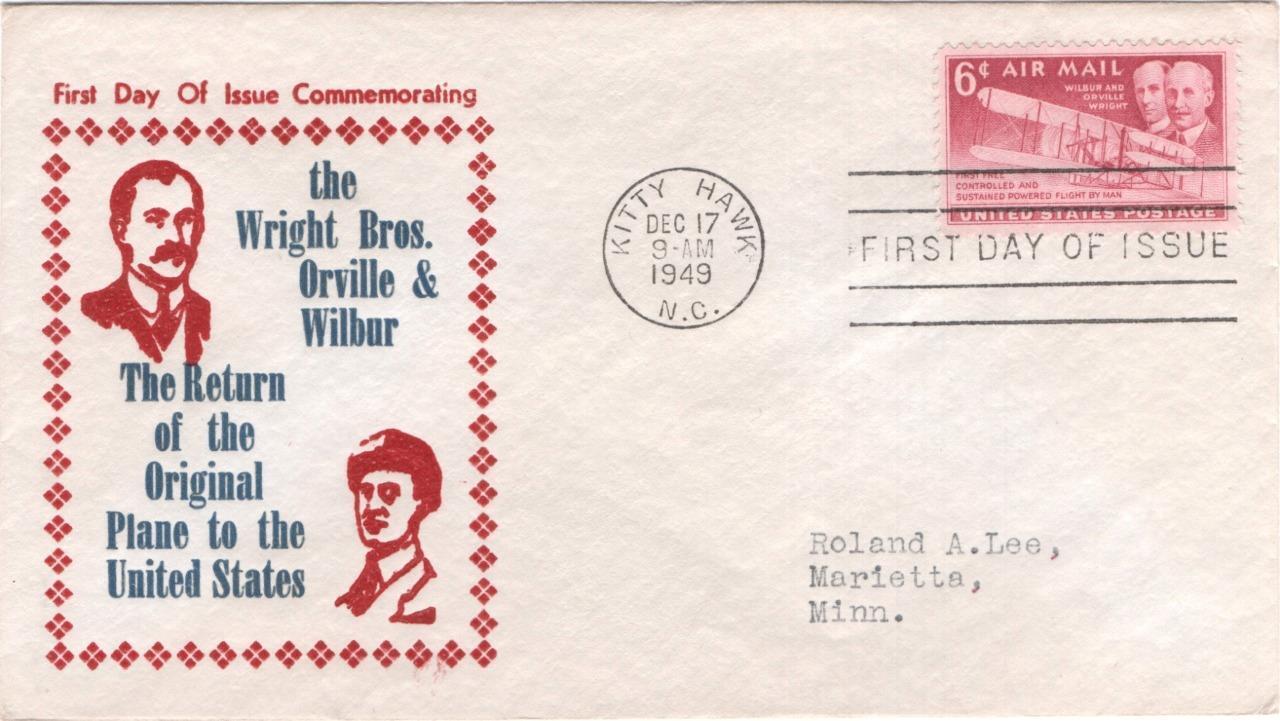 First Day Of Issue Commemorating
the
Wright Bros.
Orville &
Wilbur
The Return
of the
Original
Plane to the
United States
KITTY HAWK
DEC 17
9-AM
1949
N.C.
6¢ AIR MAIL
WILBUR AND
ORVILLE
WRIGHT
FIRST FREE
CONTROLLED AND
SUSTAINED POWERED FLIGHT BY MAN
UNITED STATES POSTAGE
FIRST DAY OF ISSUE
Roland A.Lee,
Marietta,
Minn.